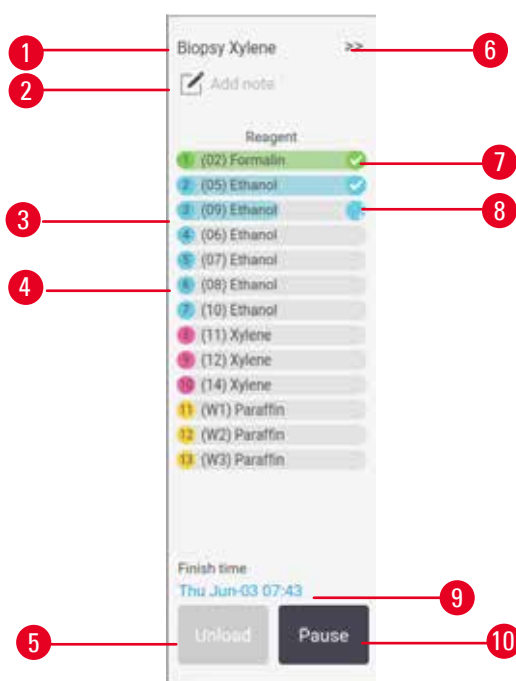 1 Biopsy Xylene >> 6
2 Add note
Reagent
1 (02) Formalin 7
2 (05) Ethanol
3 3 (09) Ethanol 8
4 (06) Ethanol
5 (07) Ethanol
4 6 (08) Ethanol
7 (10) Ethanol
8 (11) Xylene
9 (12) Xylene
10 (14) Xylene
11 (W1) Paraffin
12 (W2) Paraffin
13 (W3) Paraffin
Finish time
Thu Jun-03 07:43 9
5 Unload Pause 10